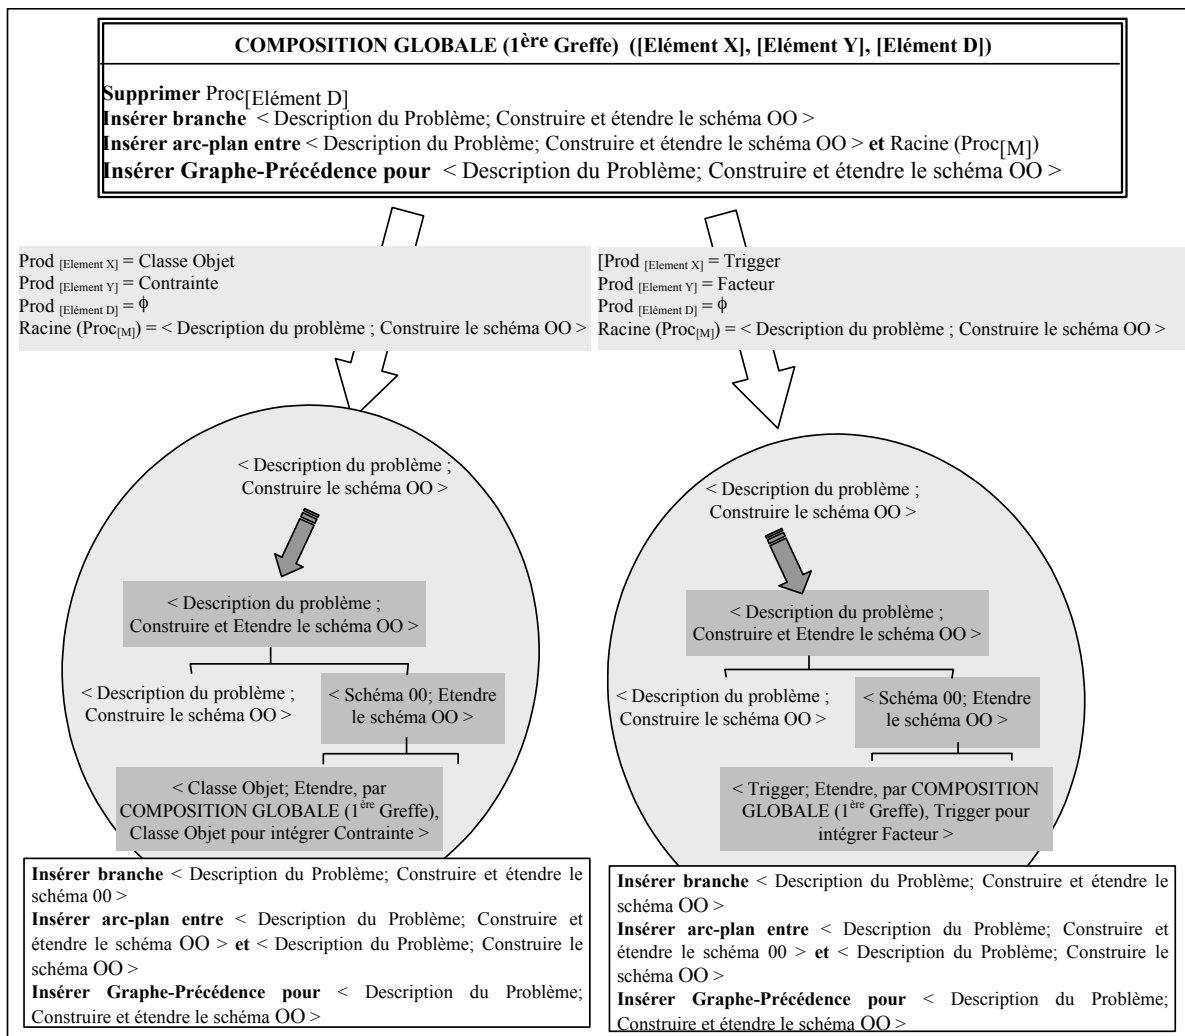 COMPOSITION GLOBALE (1ère Greffe) ([Elément X], [Elément Y], [Elément D])
Supprimer Proc[Elément D]
Insérer branche < Description du Problème; Construire et étendre le schéma OO >
Insérer arc-plan entre < Description du Problème; Construire et étendre le schéma OO > et Racine (Proc[M])
Insérer Graphe-Précédence pour < Description du Problème; Construire et étendre le schéma OO >
Prod [Element X] = Classe Objet
Prod [Element Y] = Contrainte
Prod [Elément D] = ϕ
Racine (Proc[M]) = < Description du problème ; Construire le schéma OO >
[Prod [Element X] = Trigger
Prod [Element Y] = Facteur
Prod [Elément D] = ϕ
Racine (Proc[M]) = < Description du problème ; Construire le schéma OO >
< Description du problème ;
Construire le schéma OO >
< Description du problème ;
Construire et Etendre le schéma OO >
< Description du problème ;
Construire le schéma OO >
< Schéma 00; Etendre
le schéma OO >
< Classe Objet; Etendre, par
COMPOSITION GLOBALE (1ère Greffe),
Classe Objet pour intégrer Contrainte >
Insérer branche < Description du Problème; Construire et étendre le
schéma 00 >
Insérer arc-plan entre < Description du Problème; Construire et
étendre le schéma OO > et < Description du Problème; Construire le
schéma OO >
Insérer Graphe-Précédence pour < Description du Problème;
Construire et étendre le schéma OO >
< Description du problème ;
Construire le schéma OO >
< Description du problème ;
Construire et Etendre le schéma OO >
< Description du problème ;
Construire le schéma OO >
< Schéma 00; Etendre
le schéma OO >
< Trigger; Etendre, par COMPOSITION
GLOBALE (1ère Greffe), Trigger pour
intégrer Facteur >
Insérer branche < Description du Problème; Construire et étendre le
schéma OO >
Insérer arc-plan entre < Description du Problème; Construire et
étendre le schéma 00 > et < Description du Problème; Construire le
schéma OO >
Insérer Graphe-Précédence pour < Description du Problème;
Construire et étendre le schéma OO >